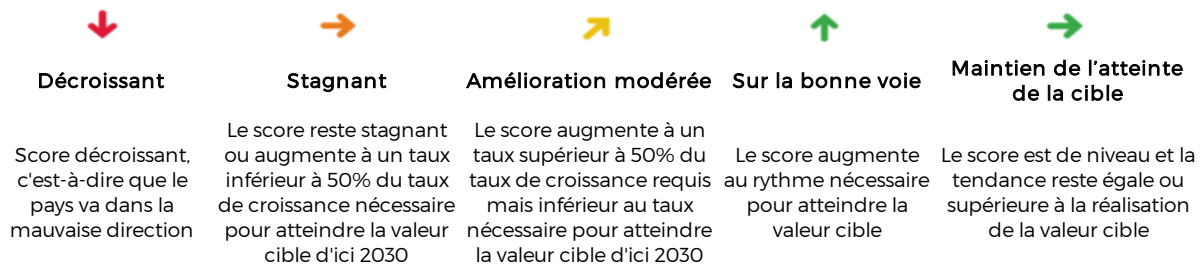 Décroissant
Score décroissant,
c'est-à-dire que le
pays va dans la
mauvaise direction
Stagnant
Le score reste stagnant
ou augmente à un taux
inférieur à 50% du taux
de croissance nécessaire
pour atteindre la valeur
cible d'ici 2030
Amélioration modérée
Le score augmente à un
taux supérieur à 50% du
taux de croissance requis
mais inférieur au taux
nécessaire pour atteindre
la valeur cible d'ici 2030
Sur la bonne voie
Le score augmente
au rythme nécessaire
pour atteindre la
valeur cible
Maintien de l’atteinte
de la cible
Le score est de niveau et la
tendance reste égale ou
supérieure à la réalisation
de la valeur cible